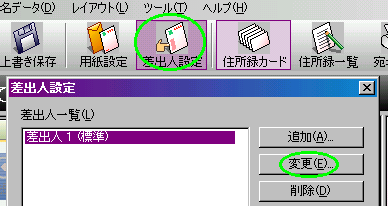 名データ(D) レイアウト(L) ツール(T) ヘルプ(H)
上書き保存 用紙設定 差出人設定 住所録カード 住所録一覧 宛
差出人設定
差出人一覧(L)
差出人 1 (標準)
追加(A)...
変更(E)...
削除(D)